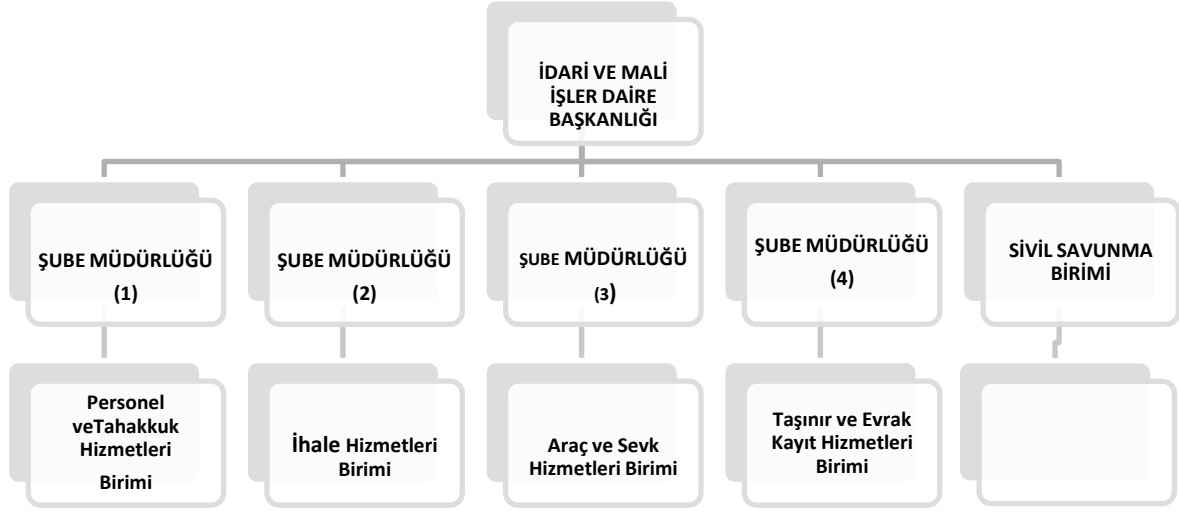 İDARİ VE MALİ
İŞLER DAİRE
BAŞKANLIĞI
ŞUBE MÜDÜRLÜĞÜ
(1)
ŞUBE MÜDÜRLÜĞÜ
(2)
ŞUBE MÜDÜRLÜĞÜ
(3)
ŞUBE MÜDÜRLÜĞÜ
(4)
SİVİL SAVUNMA
BİRİMİ
Personel
veTahakkuk
Hizmetleri
Birimi
İhale Hizmetleri
Birimi
Araç ve Sevk
Hizmetleri Birimi
Taşınır ve Evrak
Kayıt Hizmetleri
Birimi